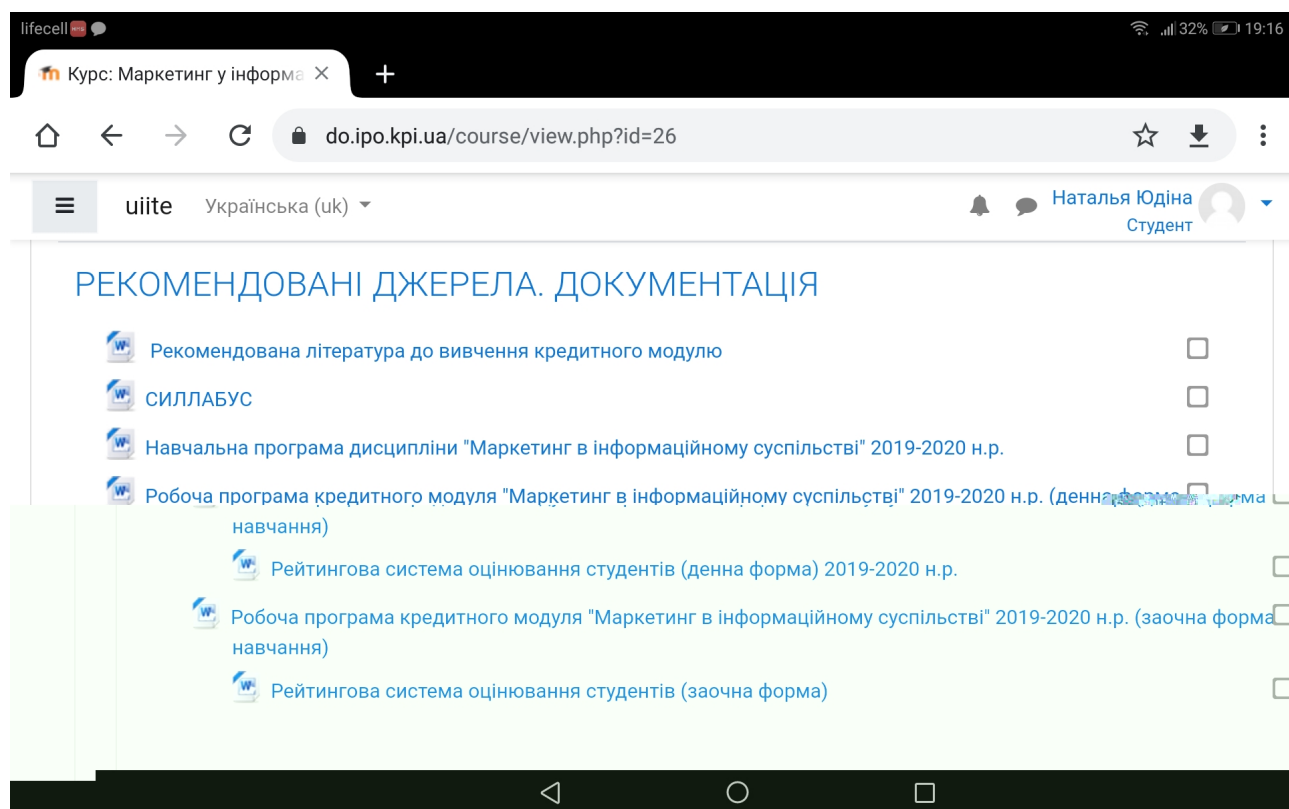 lifecell
32% 19:16
Курс: Маркетинг у інформа
do.ipo.kpi.ua/course/view.php?id=26
uiite Українська (uk) Наталья Юдіна
Студент
РЕКОМЕНДОВАНІ ДЖЕРЕЛА. ДОКУМЕНТАЦІЯ
Рекомендована література до вивчення кредитного модулю
СИЛЛАБУС
Навчальна програма дисципліни "Маркетинг в інформаційному суспільстві" 2019-2020 н.р.
Робоча програма кредитного модуля "Маркетинг в інформаційному суспільстві" 2019-2020 н.р. (денна
навчання)
Рейтингова система оцінювання студентів (денна форма) 2019-2020 н.р.
Робоча програма кредитного модуля "Маркетинг в інформаційному суспільстві" 2019-2020 н.р. (заочна форма
навчання)
Рейтингова система оцінювання студентів (заочна форма)